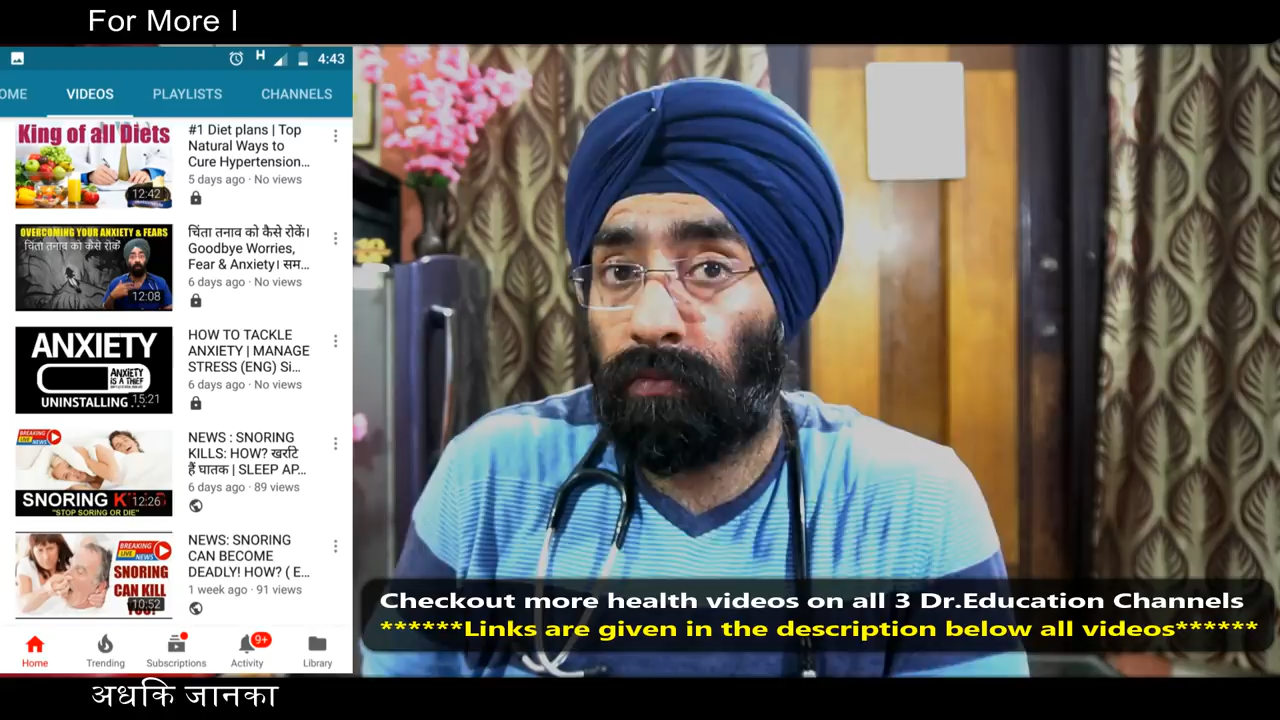 For More I
H
4:43
OME
VIDEOS
PLAYLISTS
CHANNELS
King of all Diets
12:42
#1 Diet plans | Top
Natural Ways to
Cure Hypertension...
5 days ago · No views
OVERCOMING YOUR ANXIETY & FEARS
चिंता तनाव को कैसे रोकें
12:08
चिंता तनाव को कैसे रोकें।
Goodbye Worries,
Fear & Anxiety। सम...
6 days ago · No views
ANXIETY
ANXIETY
IS A THIEF
UNINSTALLING...
15:21
HOW TO TACKLE
ANXIETY | MANAGE
STRESS (ENG) Si...
6 days ago · No views
BREAKING
LIVE NEWS
SNORING
12:26
"STOP SORING OR DIE"
NEWS : SNORING
KILLS: HOW? खर्राटे
हैं घातक | SLEEP AP...
6 days ago · 89 views
BREAKING
LIVE NEWS
SNORING
CAN KILL
10:52
NEWS: SNORING
CAN BECOME
DEADLY! HOW? ( E...
1 week ago · 91 views
Home
Trending
Subscriptions
9+
Activity
Library
Checkout more health videos on all 3 Dr.Education Channels
******Links are given in the description below all videos******
अधकि जानका